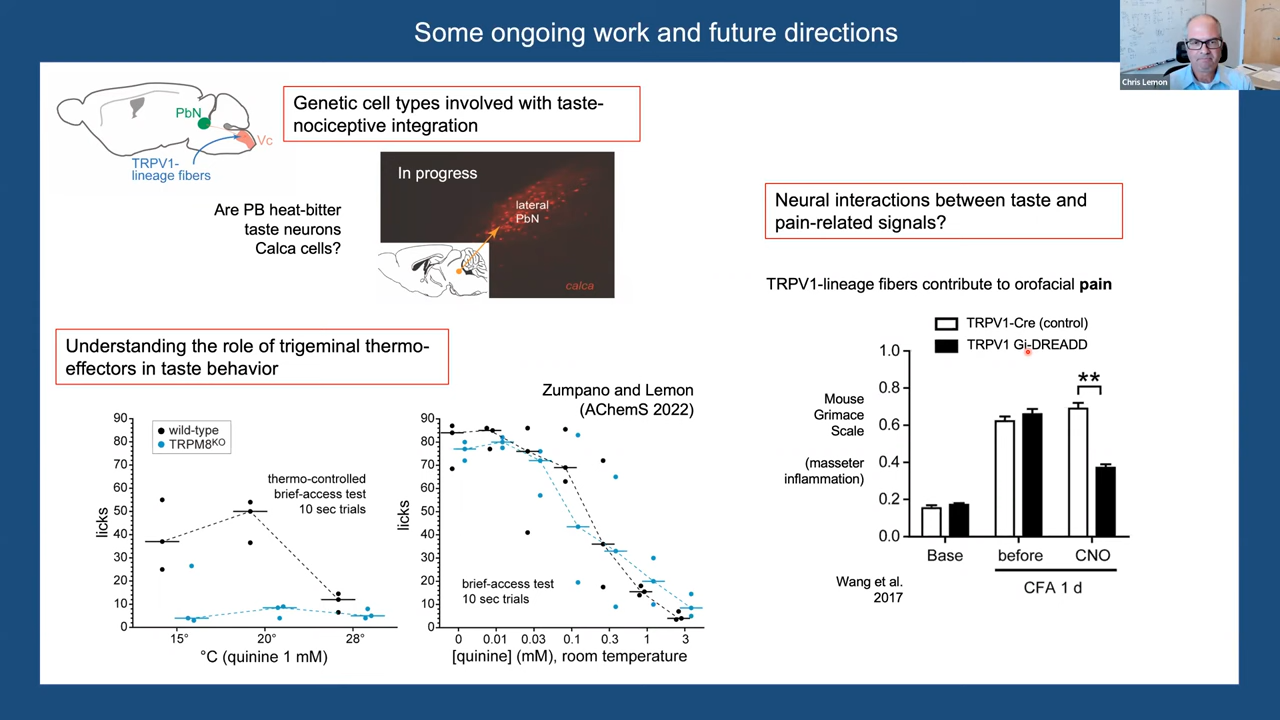 Some ongoing work and future directions
Chris Lemon
PbN
Vc
TRPV1-
lineage fibers
Genetic cell types involved with taste-
nociceptive integration
Are PB heat-bitter
taste neurons
Calca cells?
In progress
lateral
PbN
calca
Neural interactions between taste and
pain-related signals?
TRPV1-lineage fibers contribute to orofacial pain
TRPV1-Cre (control)
TRPV1 Gi-DREADD
1.0
0.8
0.6
0.4
0.2
0.0
**
Mouse
Grimace
Scale
(masseter
inflammation)
Base
before
CNO
CFA 1 d
Wang et al.
2017
Understanding the role of trigeminal thermo-
effectors in taste behavior
Zumpano and Lemon
(AChemS 2022)
90
80
70
60
50
40
30
20
10
0
licks
wild-type
TRPM8KO
thermo-controlled
brief-access test
10 sec trials
15°
20°
28°
°C (quinine 1 mM)
90
80
70
60
50
40
30
20
10
0
licks
brief-access test
10 sec trials
0
0.01
0.03
0.1
0.3
1
3
[quinine] (mM), room temperature